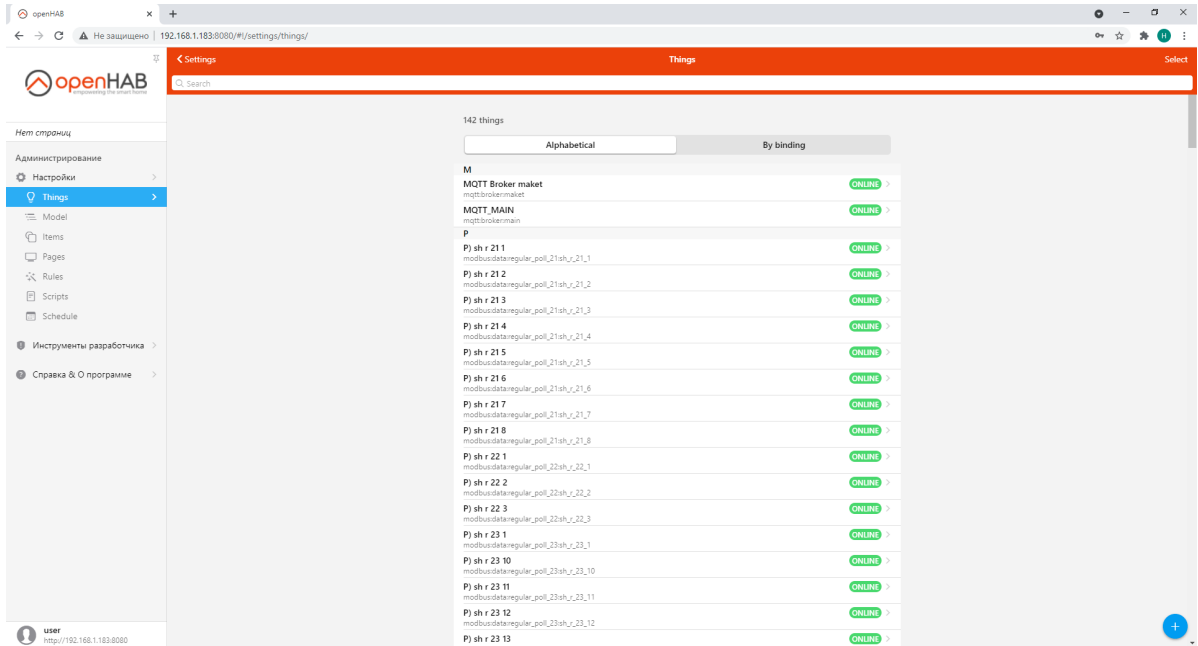 openHAB
Не защищено
192.168.1.183:8080/#!/settings/things/
H
openHAB
empowering the smart home
Нет страниц
Администрирование
Настройки
Things
Model
Items
Pages
Rules
Scripts
Schedule
Инструменты разработчика
Справка & О программе
user
http://192.168.1.183:8080
Settings
Things
Select
Search
142 things
Alphabetical
By binding
M
MQTT Broker maket ONLINE
mqtt:broker:maket
MQTT_MAIN ONLINE
mqtt:broker:main
P
P) sh r 21 1 ONLINE
modbus:data:regular_poll_21:sh_r_21_1
P) sh r 21 2 ONLINE
modbus:data:regular_poll_21:sh_r_21_2
P) sh r 21 3 ONLINE
modbus:data:regular_poll_21:sh_r_21_3
P) sh r 21 4 ONLINE
modbus:data:regular_poll_21:sh_r_21_4
P) sh r 21 5 ONLINE
modbus:data:regular_poll_21:sh_r_21_5
P) sh r 21 6 ONLINE
modbus:data:regular_poll_21:sh_r_21_6
P) sh r 21 7 ONLINE
modbus:data:regular_poll_21:sh_r_21_7
P) sh r 21 8 ONLINE
modbus:data:regular_poll_21:sh_r_21_8
P) sh r 22 1 ONLINE
modbus:data:regular_poll_22:sh_r_22_1
P) sh r 22 2 ONLINE
modbus:data:regular_poll_22:sh_r_22_2
P) sh r 22 3 ONLINE
modbus:data:regular_poll_22:sh_r_22_3
P) sh r 23 1 ONLINE
modbus:data:regular_poll_23:sh_r_23_1
P) sh r 23 10 ONLINE
modbus:data:regular_poll_23:sh_r_23_10
P) sh r 23 11 ONLINE
modbus:data:regular_poll_23:sh_r_23_11
P) sh r 23 12 ONLINE
modbus:data:regular_poll_23:sh_r_23_12
P) sh r 23 13 ONLINE